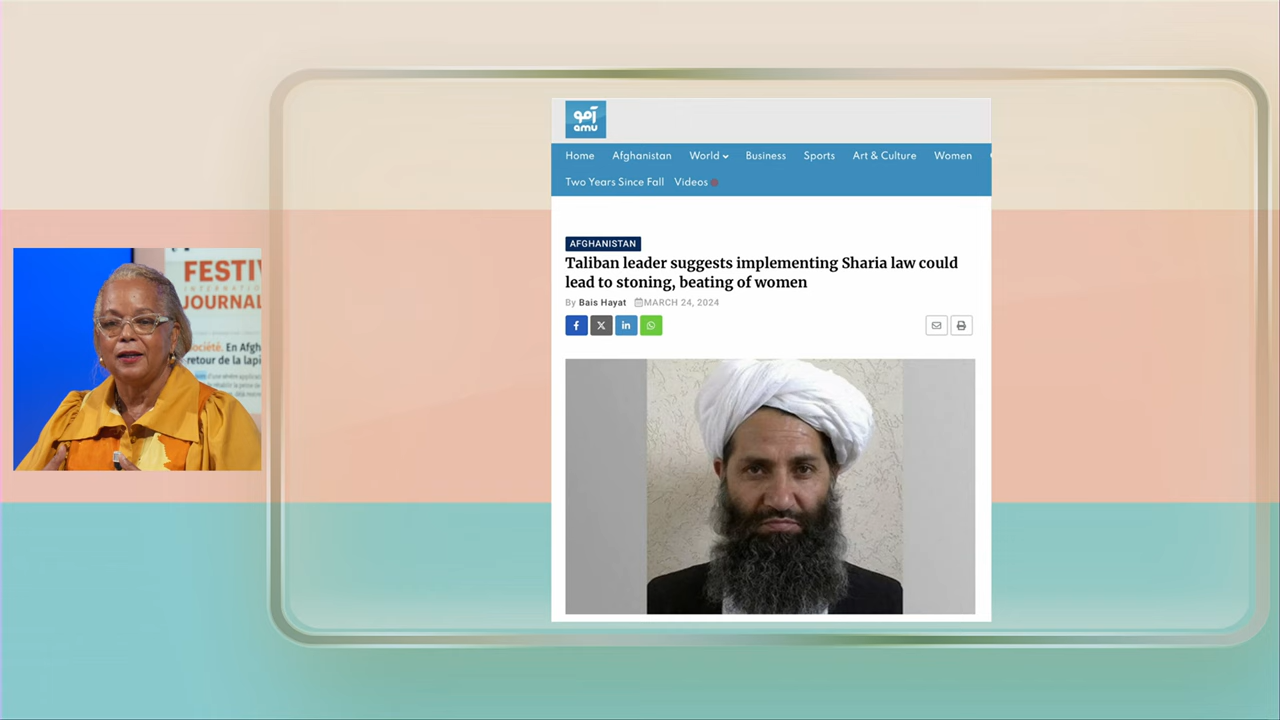 FESTIV
INTERNATION
JOURNAL
ociété. En Afgh
retour de la lapi
آمو
amu
Home Afghanistan World Business Sports Art & Culture Women
Two Years Since Fall Videos
AFGHANISTAN
Taliban leader suggests implementing Sharia law could
lead to stoning, beating of women
By Bais Hayat MARCH 24, 2024